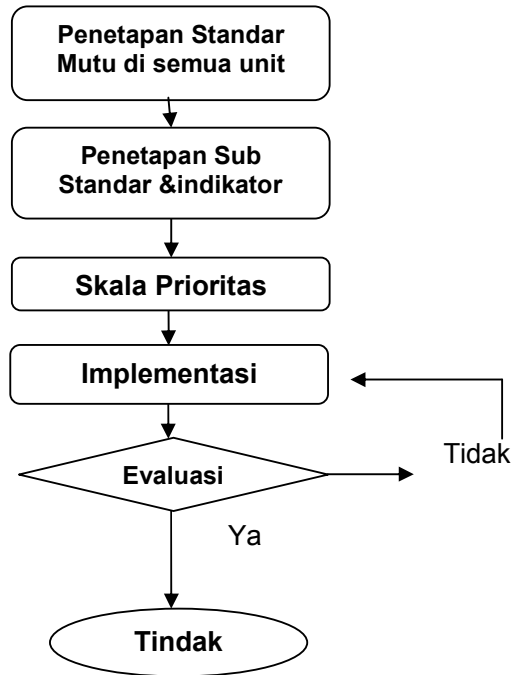 Penetapan Standar
Mutu di semua unit
Penetapan Sub
Standar &indikator
Skala Prioritas
Implementasi
Tidak
Evaluasi
Ya
Tindak